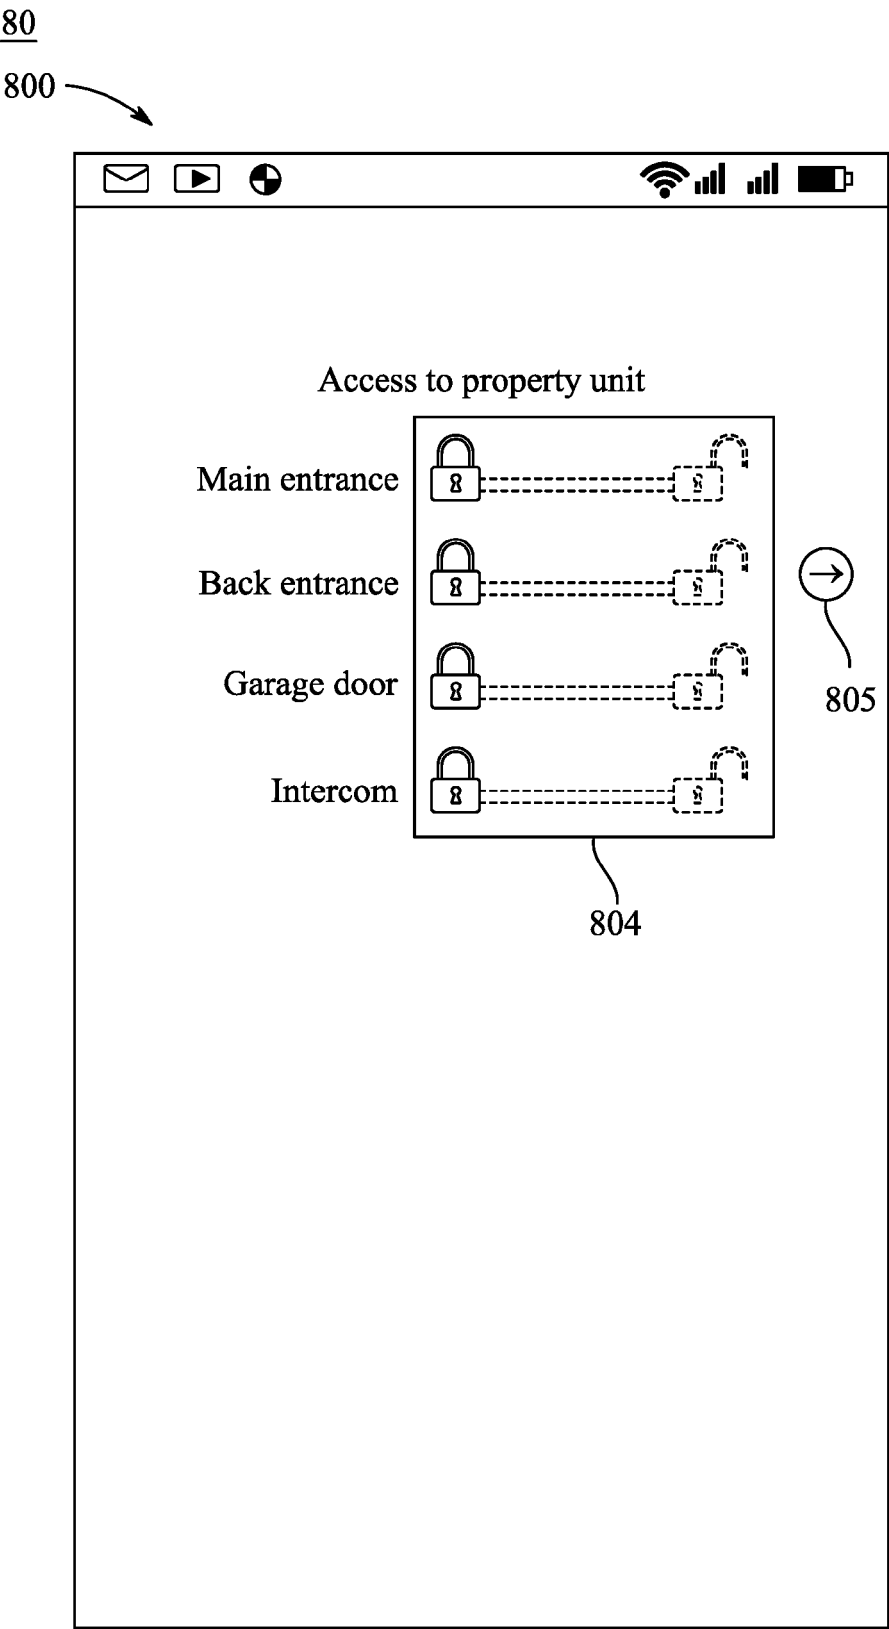 80
800
Access to property unit
Main entrance
Back entrance
Garage door
805
Intercom
804